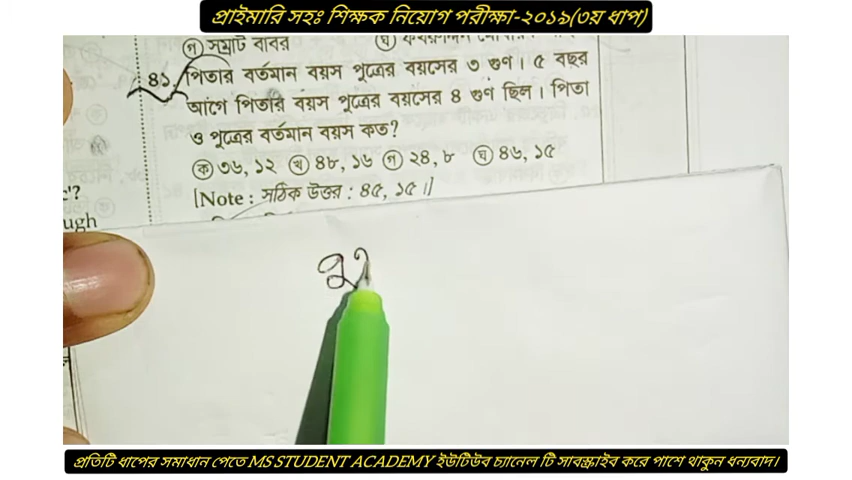 প্রাইমারি সহঃ শিক্ষক নিয়োগ পরীক্ষা-২০১৯(৩য় ধাপ)
গ সম্রাট বাবর ঘ
৪১. পিতার বর্তমান বয়স পুত্রের বয়সের ৩ গুণ। ৫ বছর
আগে পিতার বয়স পুত্রের বয়সের ৪ গুণ ছিল। পিতা
ও পুত্রের বর্তমান বয়স কত?
ক ৩৬, ১২ খ ৪৮, ১৬ গ ২৪, ৮ ঘ ৪৬, ১৫
[Note : সঠিক উত্তর : ৪৫, ১৫।]
'?
ugh
প্রতিটি ধাপের সমাধান পেতে MS STUDENT ACADEMY ইউটিউব চ্যানেল টি সাবস্ক্রাইব করে পাশে থাকুন ধন্যবাদ।